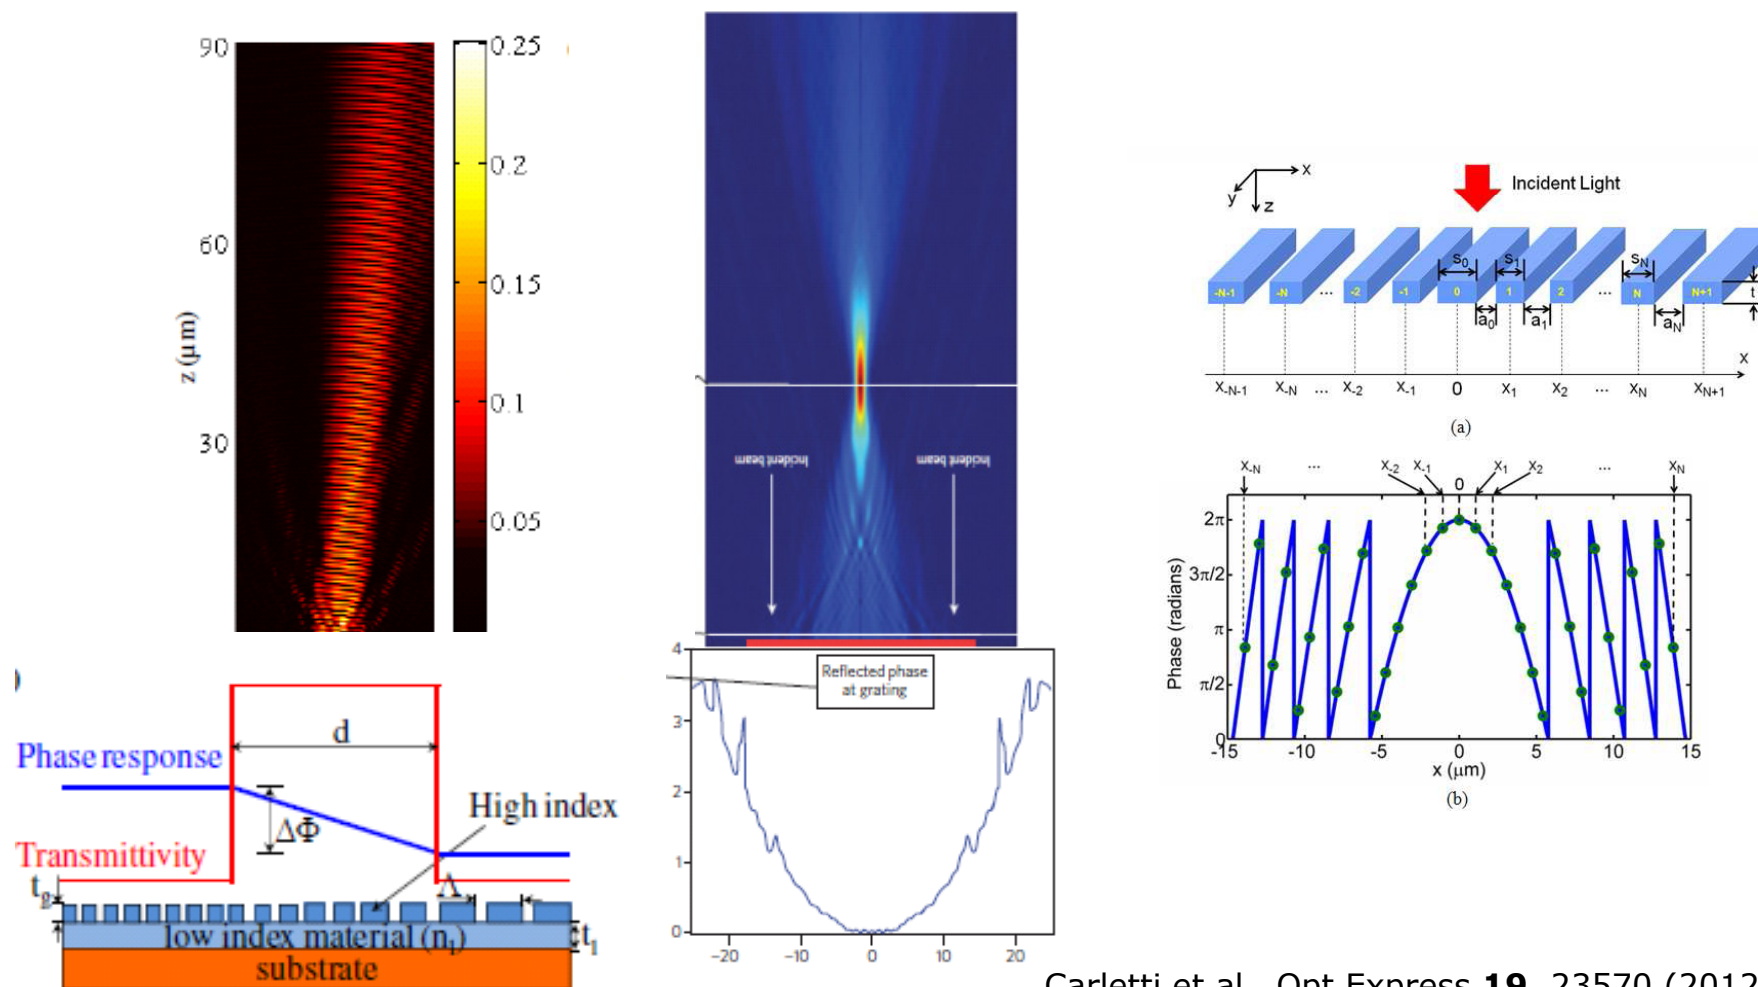 90
60
30
z (μm)
0.25
0.2
0.15
0.1
0.05
Phase response
d
ΔΦ
High index
Transmittivity
tg
Λ
low index material (nl)
tl
substrate
Incident beam
Incident beam
Reflected phase
at grating
4
3
2
1
0
−20 −10 0 10 20
x
y
z
Incident Light
s0 s1 sN
-N-1 -N ... -2 -1 0 1 2 ... N N+1
t
a0 a1 aN
x
X-N-1 X-N ... X-2 X-1 0 X1 X2 ... XN XN+1
(a)
X-N ... X-2 X-1 0 X1 X2 ... XN
2π
3π/2
π
π/2
0
Phase (radians)
-15 -10 -5 0 5 10 15
x (μm)
(b)
Carletti et al., Opt Express 19, 23570 (2012